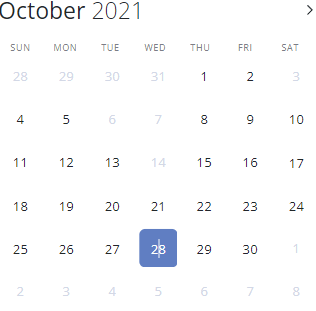 October 2021
SUN MON TUE WED THU FRI SAT
28 29 30 31 1 2 3
4 5 6 7 8 9 10
11 12 13 14 15 16 17
18 19 20 21 22 23 24
25 26 27 28 29 30 1
2 3 4 5 6 7 8